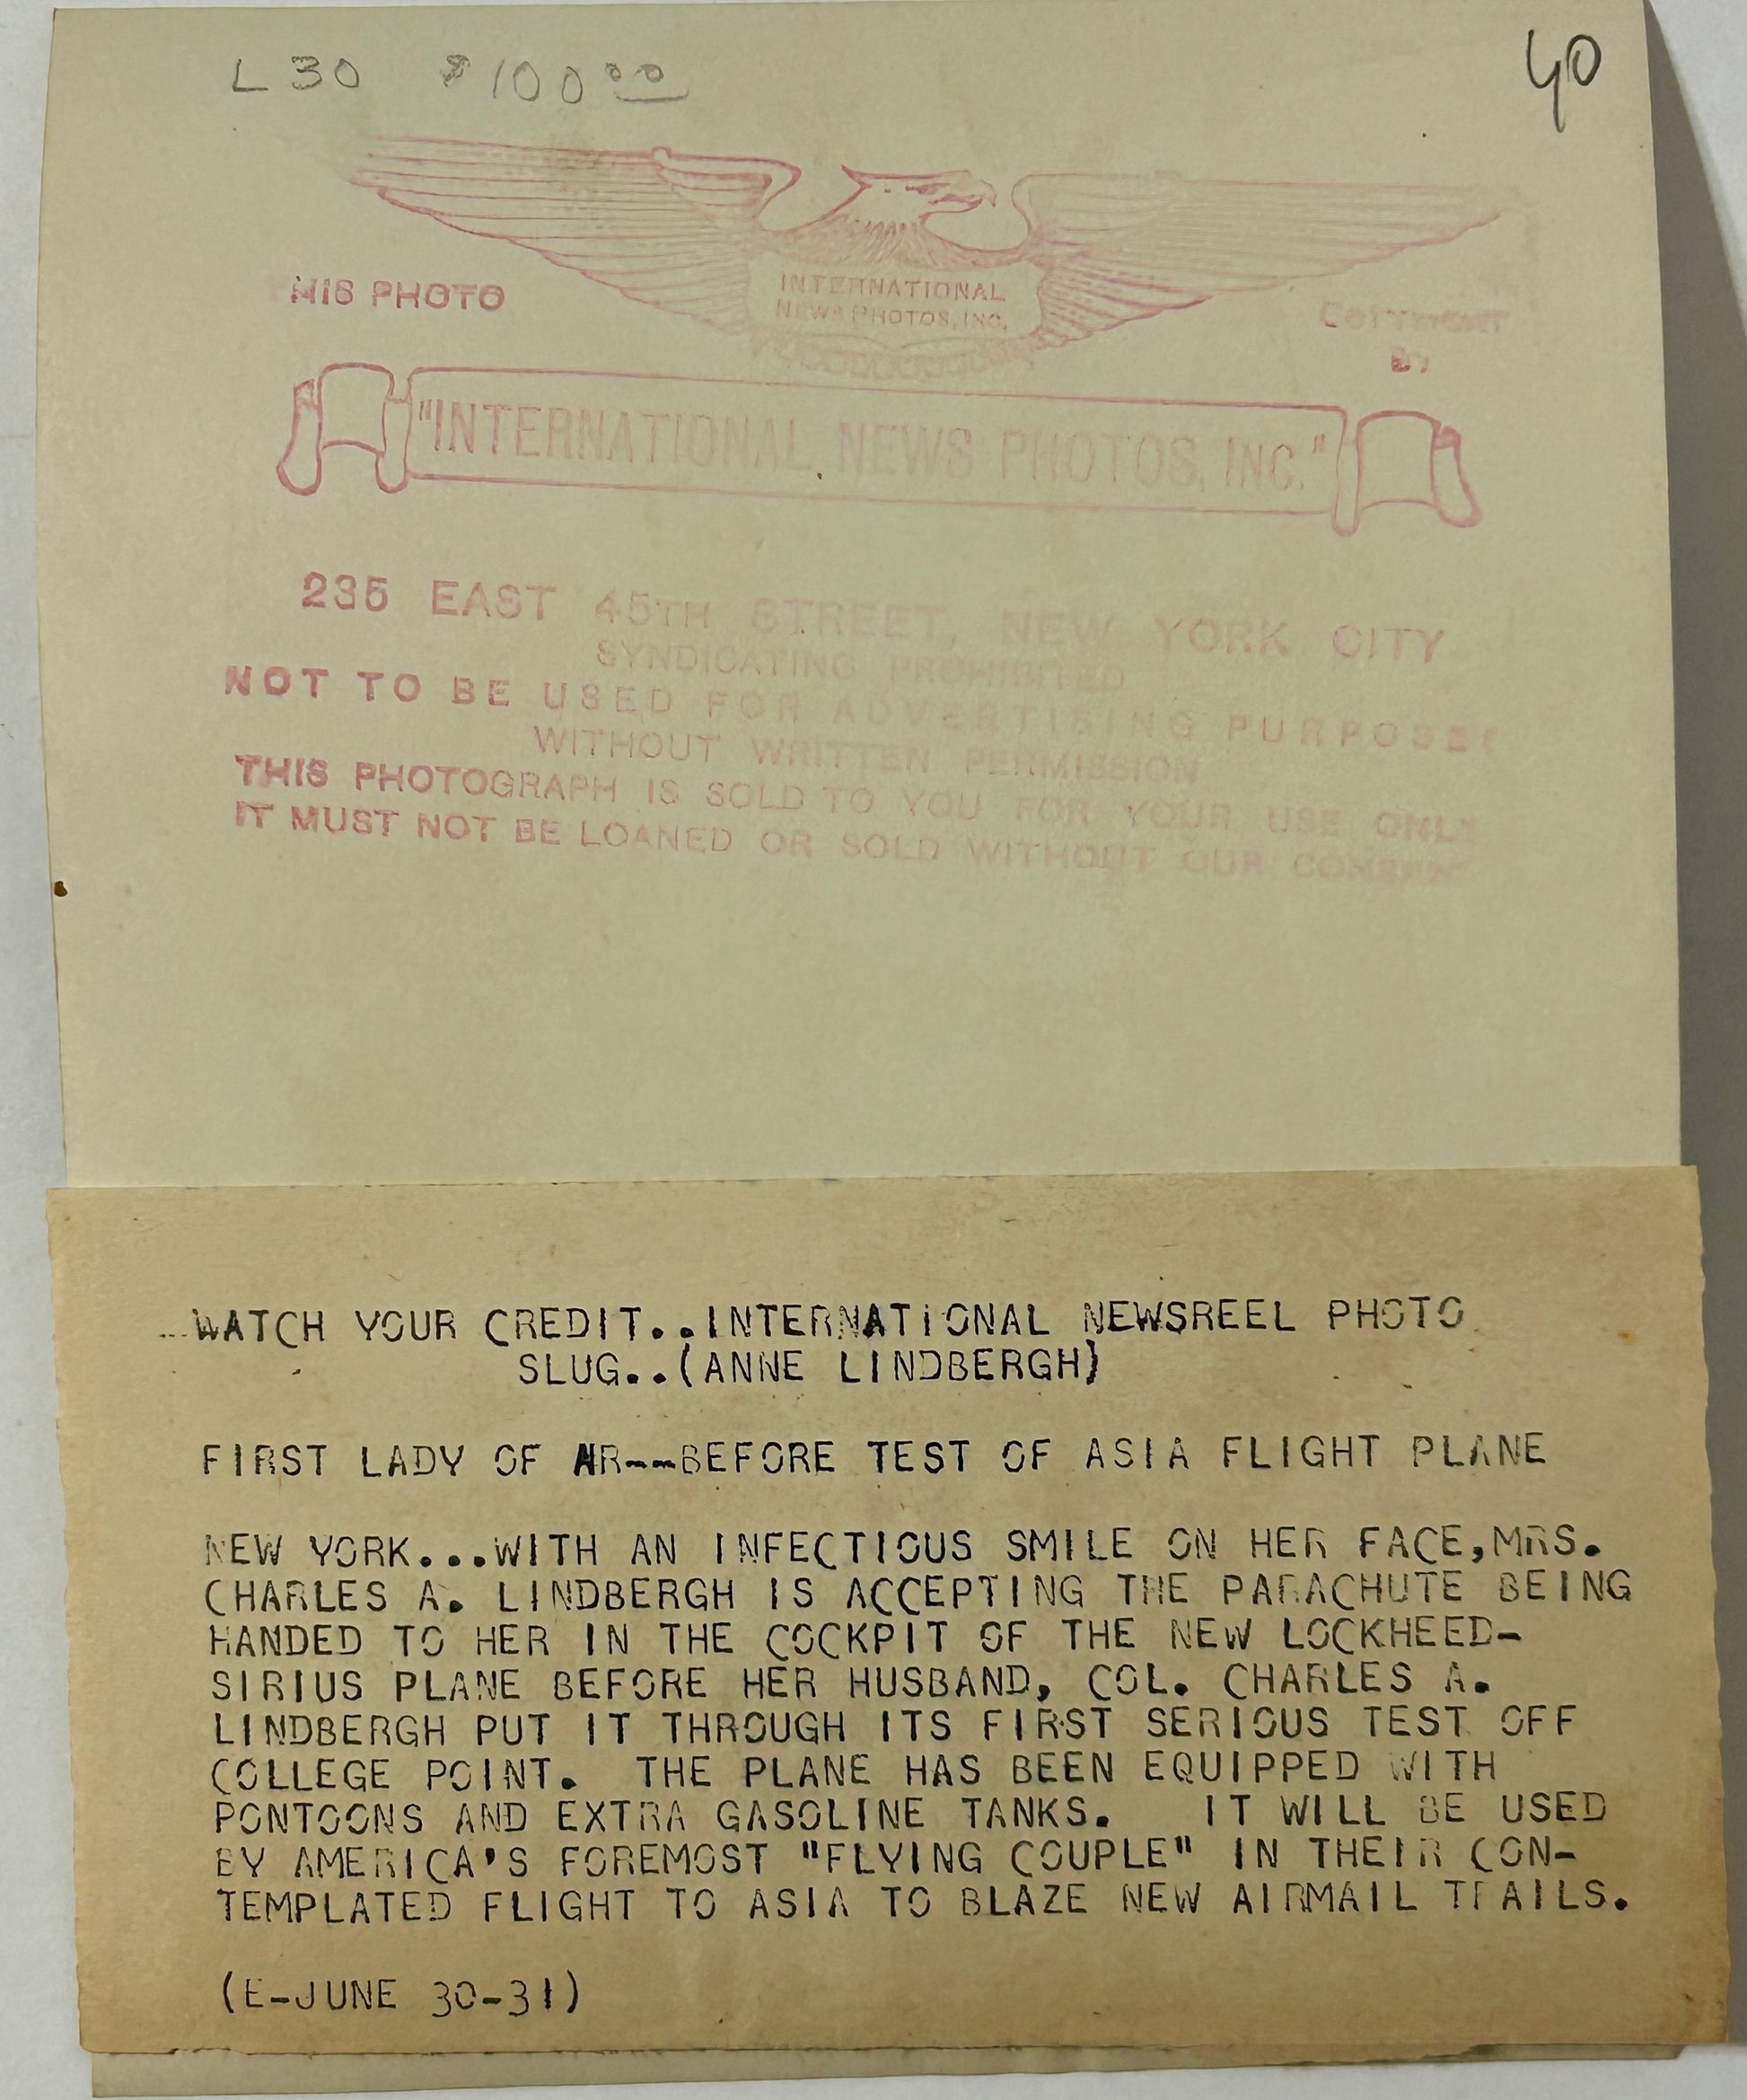 L 30 $100 00
40
INTERNATIONAL
NEWS PHOTOS, INC.
HIS PHOTO
COPYRIGHT
BY
"INTERNATIONAL NEWS PHOTOS, INC."
235 EAST 45TH STREET, NEW YORK CITY
SYNDICATING PROHIBITED
NOT TO BE USED FOR ADVERTISING PURPOSES
WITHOUT WRITTEN PERMISSION
THIS PHOTOGRAPH IS SOLD TO YOU FOR YOUR USE ONLY
IT MUST NOT BE LOANED OR SOLD WITHOUT OUR CONSENT
WATCH YOUR CREDIT..INTERNATIONAL NEWSREEL PHOTO
SLUG..(ANNE LINDBERGH)
FIRST LADY OF AIR--BEFORE TEST OF ASIA FLIGHT PLANE
NEW YORK...WITH AN INFECTIOUS SMILE ON HER FACE,MRS.
CHARLES A. LINDBERGH IS ACCEPTING THE PARACHUTE BEING
HANDED TO HER IN THE COCKPIT OF THE NEW LOCKHEED-
SIRIUS PLANE BEFORE HER HUSBAND, COL. CHARLES A.
LINDBERGH PUT IT THROUGH ITS FIRST SERIOUS TEST OFF
COLLEGE POINT. THE PLANE HAS BEEN EQUIPPED WITH
PONTOONS AND EXTRA GASOLINE TANKS. IT WILL BE USED
BY AMERICA'S FOREMOST "FLYING COUPLE" IN THEIR CON-
TEMPLATED FLIGHT TO ASIA TO BLAZE NEW AIRMAIL TRAILS.
(E-JUNE 30-31)